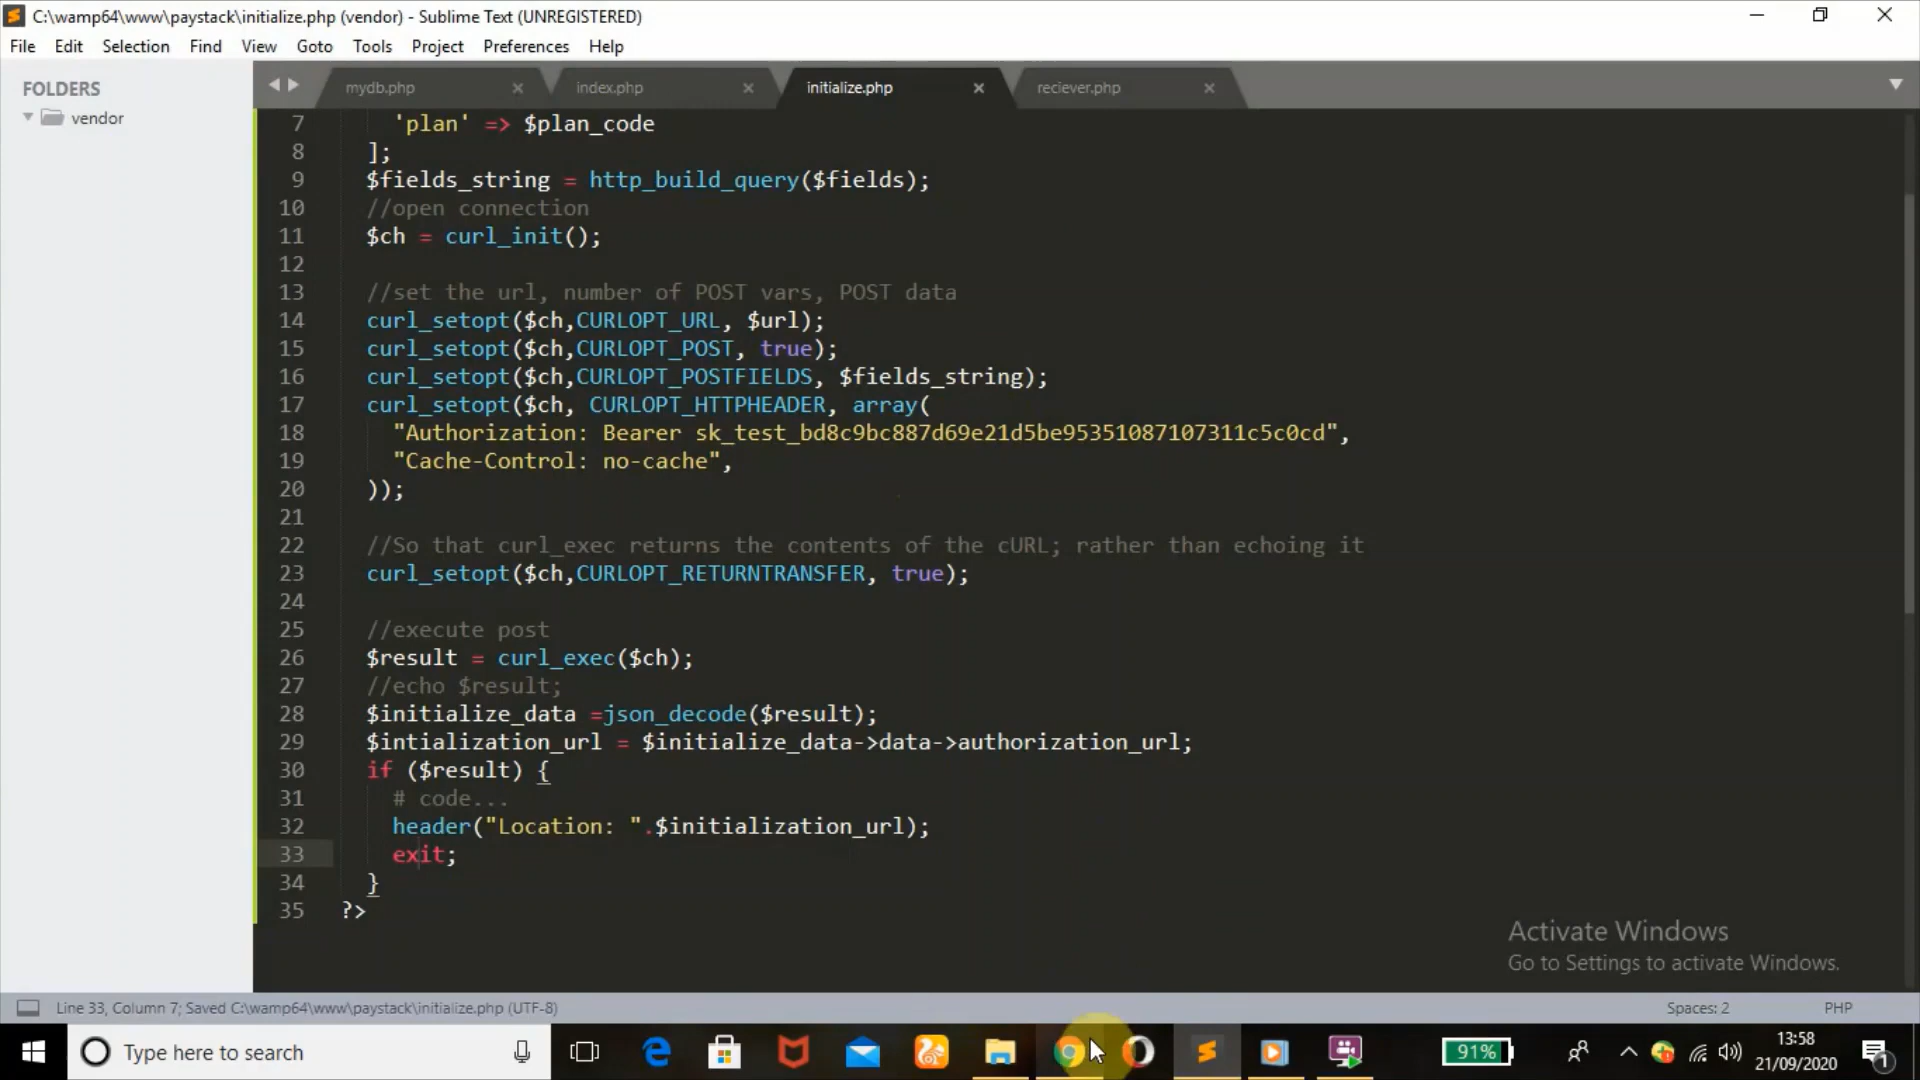 C:\wamp64\www\paystack\initialize.php (vendor) - Sublime Text (UNREGISTERED)
File Edit Selection Find View Goto Tools Project Preferences Help
FOLDERS
vendor
mydb.php
index.php
initialize.php
reciever.php
7 'plan' => $plan_code
8 ];
9 $fields_string = http_build_query($fields);
10 //open connection
11 $ch = curl_init();
12
13 //set the url, number of POST vars, POST data
14 curl_setopt($ch,CURLOPT_URL, $url);
15 curl_setopt($ch,CURLOPT_POST, true);
16 curl_setopt($ch,CURLOPT_POSTFIELDS, $fields_string);
17 curl_setopt($ch, CURLOPT_HTTPHEADER, array(
18 "Authorization: Bearer sk_test_bd8c9bc887d69e21d5be95351087107311c5c0cd",
19 "Cache-Control: no-cache",
20 ));
21
22 //So that curl_exec returns the contents of the cURL; rather than echoing it
23 curl_setopt($ch,CURLOPT_RETURNTRANSFER, true);
24
25 //execute post
26 $result = curl_exec($ch);
27 //echo $result;
28 $initialize_data =json_decode($result);
29 $intialization_url = $initialize_data->data->authorization_url;
30 if ($result) {
31 # code...
32 header("Location: ".$initialization_url);
33 exit;
34 }
35 ?>
Activate Windows
Go to Settings to activate Windows.
Line 33, Column 7; Saved C:\wamp64\www\paystack\initialize.php (UTF-8)
Spaces: 2
PHP
Type here to search
91%
13:58
21/09/2020
1